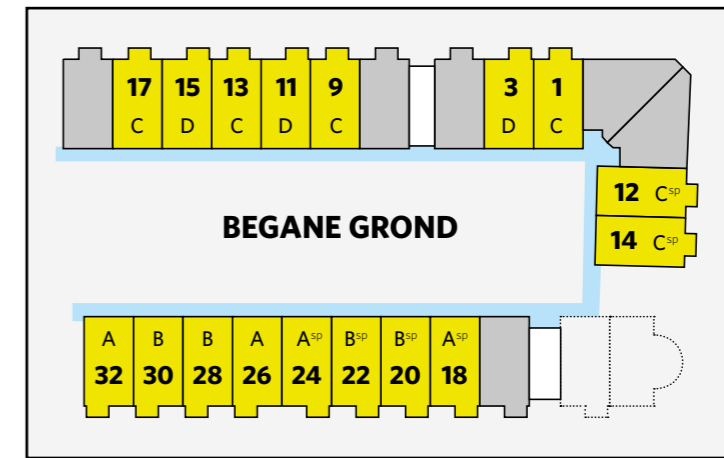 17 15 13 11 9 3 1
C D C D C D C
12 Csp
BEGANE GROND
14 Csp
A B B A Asp Bsp Bsp Asp
32 30 28 26 24 22 20 18